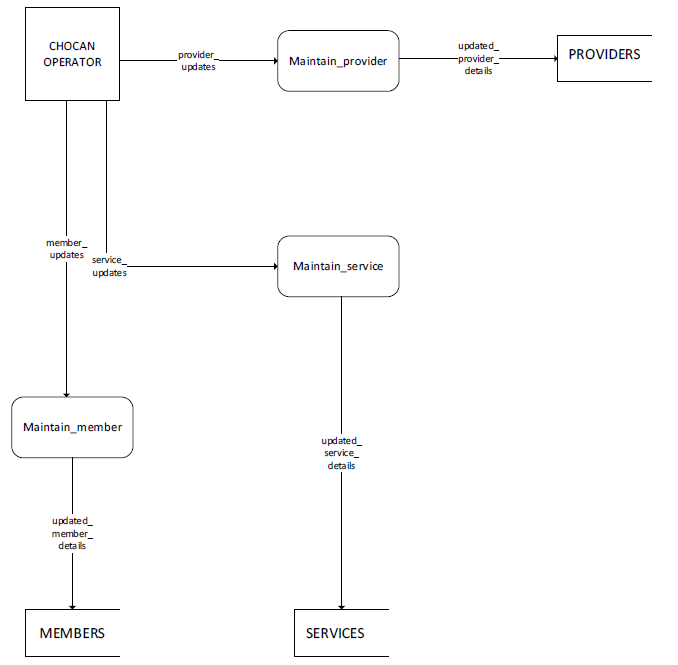 CHOCAN
OPERATOR
provider_
updates
Maintain_provider
updated_
provider_
details
PROVIDERS
member_
updates
service_
updates
Maintain_service
Maintain_member
updated_
service_
details
updated_
member_
details
MEMBERS
SERVICES